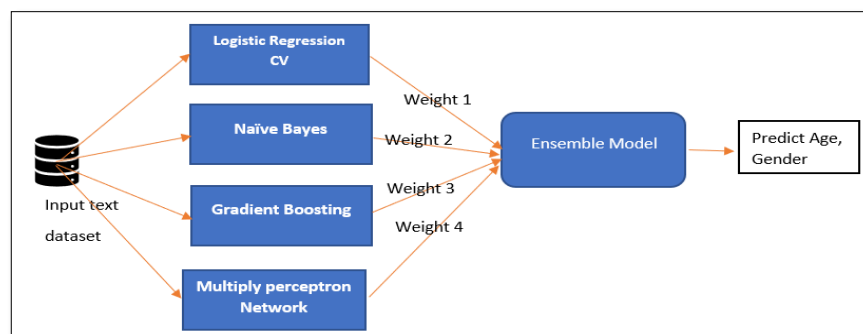 Logistic Regression
CV
Weight 1
Naïve Bayes
Weight 2
Ensemble Model
Predict Age,
Gender
Input text
dataset
Gradient Boosting
Weight 3
Weight 4
Multiply perceptron
Network